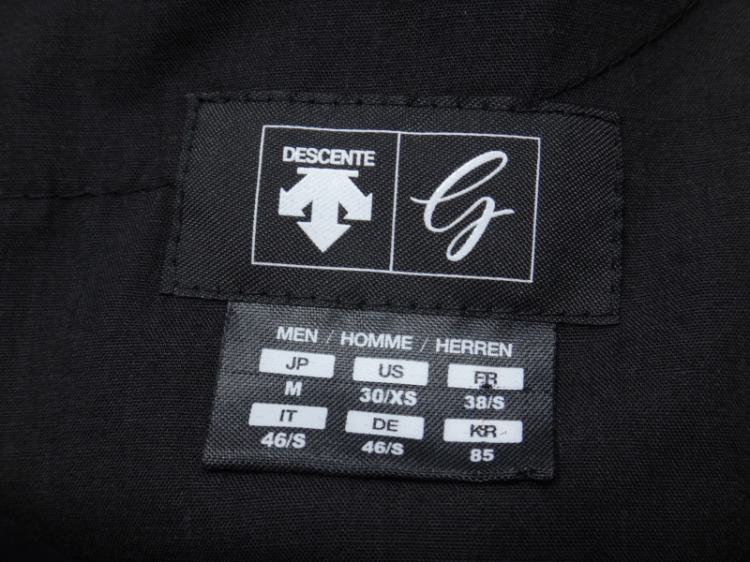 DESCENTE
G
MEN / HOMME / HERREN
JP US FR
M 30/XS 38/S
IT DE KR
46/S 46/S 85